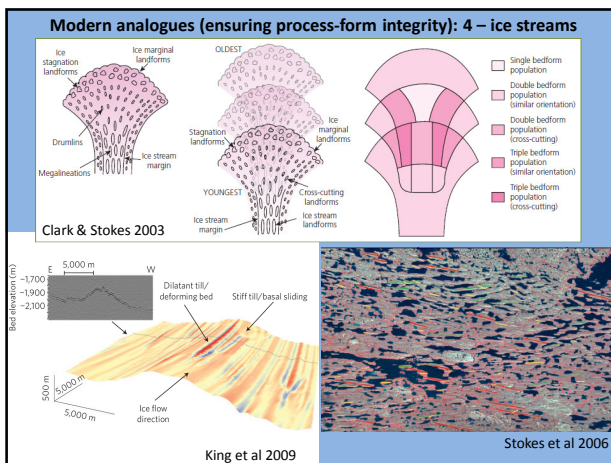 Modern analogues (ensuring process-form integrity): 4 – ice streams
Ice
stagnation
landforms
Ice marginal
landforms
Drumlins
Megalineations
Ice stream
margin
Clark & Stokes 2003
OLDEST
Stagnation
landforms
Ice
marginal
landforms
YOUNGEST
Cross-cutting
landforms
Ice stream
margin
Ice stream
landforms
Single bedform
population
Double bedform
population
(similar orientation)
Double bedform
population
(cross-cutting)
Triple bedform
population
(similar orientation)
Triple bedform
population
(cross-cutting)
5,000 m
E W
Bed elevation (m)
–1,700
–1,900
–2,100
Dilatant till/
deforming bed
Stiff till/basal sliding
500 m
5,000 m
5,000 m
Ice flow
direction
King et al 2009
Stokes et al 2006